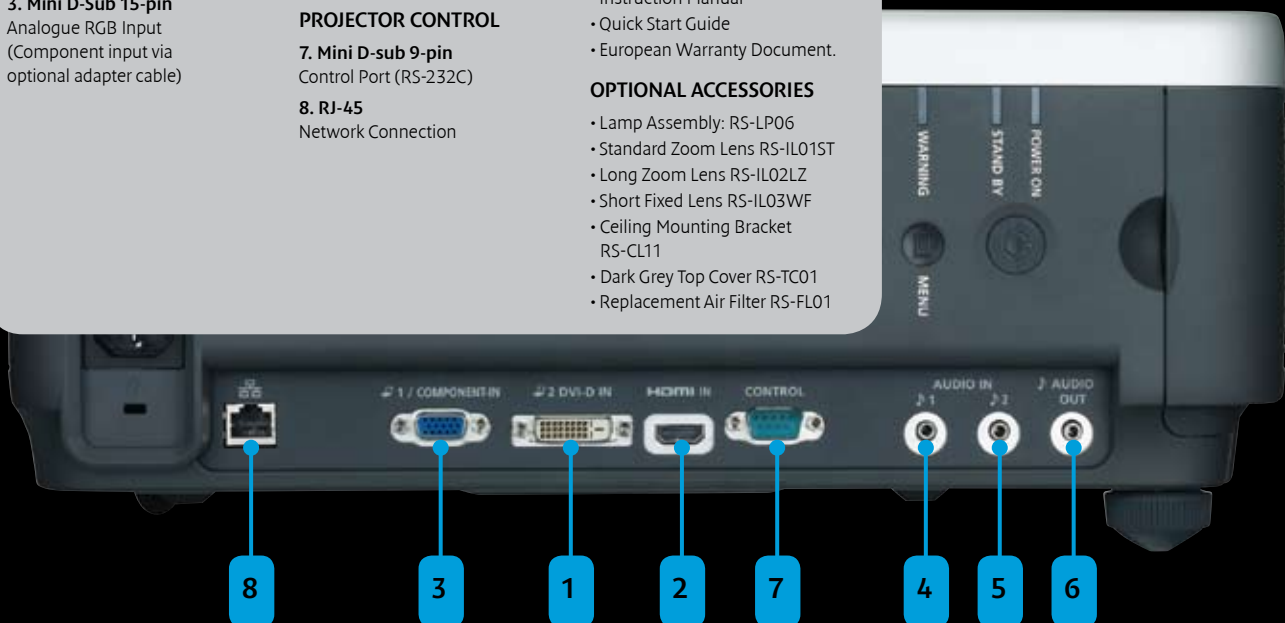 3. Mini D-Sub 15-pin
Analogue RGB Input
(Component input via
optional adapter cable)
PROJECTOR CONTROL
7. Mini D-sub 9-pin
Control Port (RS-232C)
8. RJ-45
Network Connection
Instruction Manual
• Quick Start Guide
• European Warranty Document.
OPTIONAL ACCESSORIES
• Lamp Assembly: RS-LP06
• Standard Zoom Lens RS-IL01ST
• Long Zoom Lens RS-IL02LZ
• Short Fixed Lens RS-IL03WF
• Ceiling Mounting Bracket
RS-CL11
• Dark Grey Top Cover RS-TC01
• Replacement Air Filter RS-FL01
WARNING
STAND BY
POWER ON
MENU
1 / COMPONENT IN
2 DVI-D IN
HDMI IN
CONTROL
AUDIO IN
♪ 1
♪ 2
♪ AUDIO
OUT
8
3
1
2
7
4
5
6